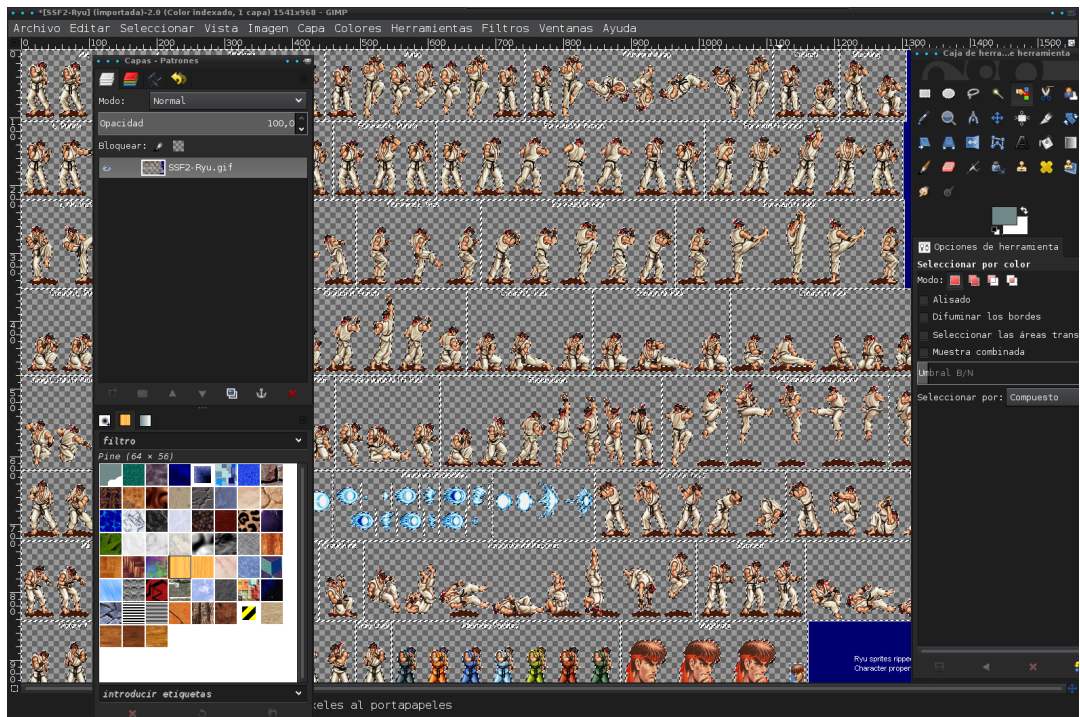 *[SSF2-Ryu] (importada)-2.0 (Color indexado, 1 capa) 1541x968 – GIMP
Archivo Editar Seleccionar Vista Imagen Capa Colores Herramientas Filtros Ventanas Ayuda
0 100 200 300 400 500 600 700 800 900 1000 1100 1200 1300 1400 1500
Capas - Patrones
Caja de herra...e herramienta
Modo: Normal
Opacidad 100,0
Bloquear:
SSF2-Ryu.gif
Opciones de herramienta
Seleccionar por color
Modo:
Alisado
Difuminar los bordes
Seleccionar las áreas trans
Muestra combinada
Umbral B/N
Seleccionar por: Compuesto
filtro
Pine (64 × 56)
Ryu sprites rippe
Character proper
introducir etiquetas
xeles al portapapeles